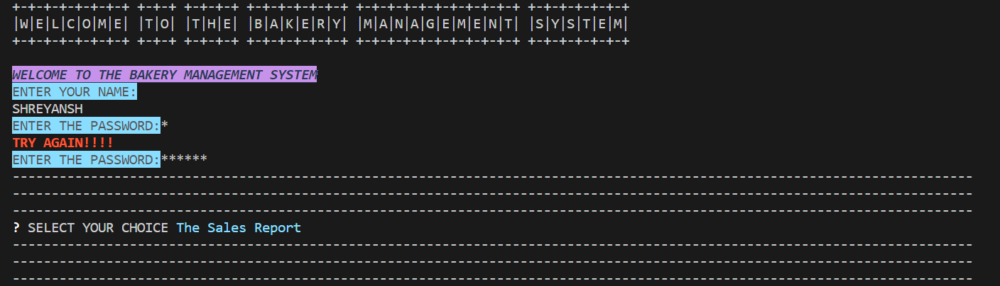 +-+-+-+-+-+-+-+ +-+-+ +-+-+-+ +-+-+-+-+-+-+ +-+-+-+-+-+-+-+-+-+-+ +-+-+-+-+-+-+
|W|E|L|C|O|M|E| |T|O| |T|H|E| |B|A|K|E|R|Y| |M|A|N|A|G|E|M|E|N|T| |S|Y|S|T|E|M|
+-+-+-+-+-+-+-+ +-+-+ +-+-+-+ +-+-+-+-+-+-+ +-+-+-+-+-+-+-+-+-+-+ +-+-+-+-+-+-+
WELCOME TO THE BAKERY MANAGEMENT SYSTEM
ENTER YOUR NAME:
SHREYANSH
ENTER THE PASSWORD:*
TRY AGAIN!!!!
ENTER THE PASSWORD:******
---------------------------------------------------------------------------------------------------------------------------
---------------------------------------------------------------------------------------------------------------------------
---------------------------------------------------------------------------------------------------------------------------
? SELECT YOUR CHOICE The Sales Report
---------------------------------------------------------------------------------------------------------------------------
---------------------------------------------------------------------------------------------------------------------------
---------------------------------------------------------------------------------------------------------------------------